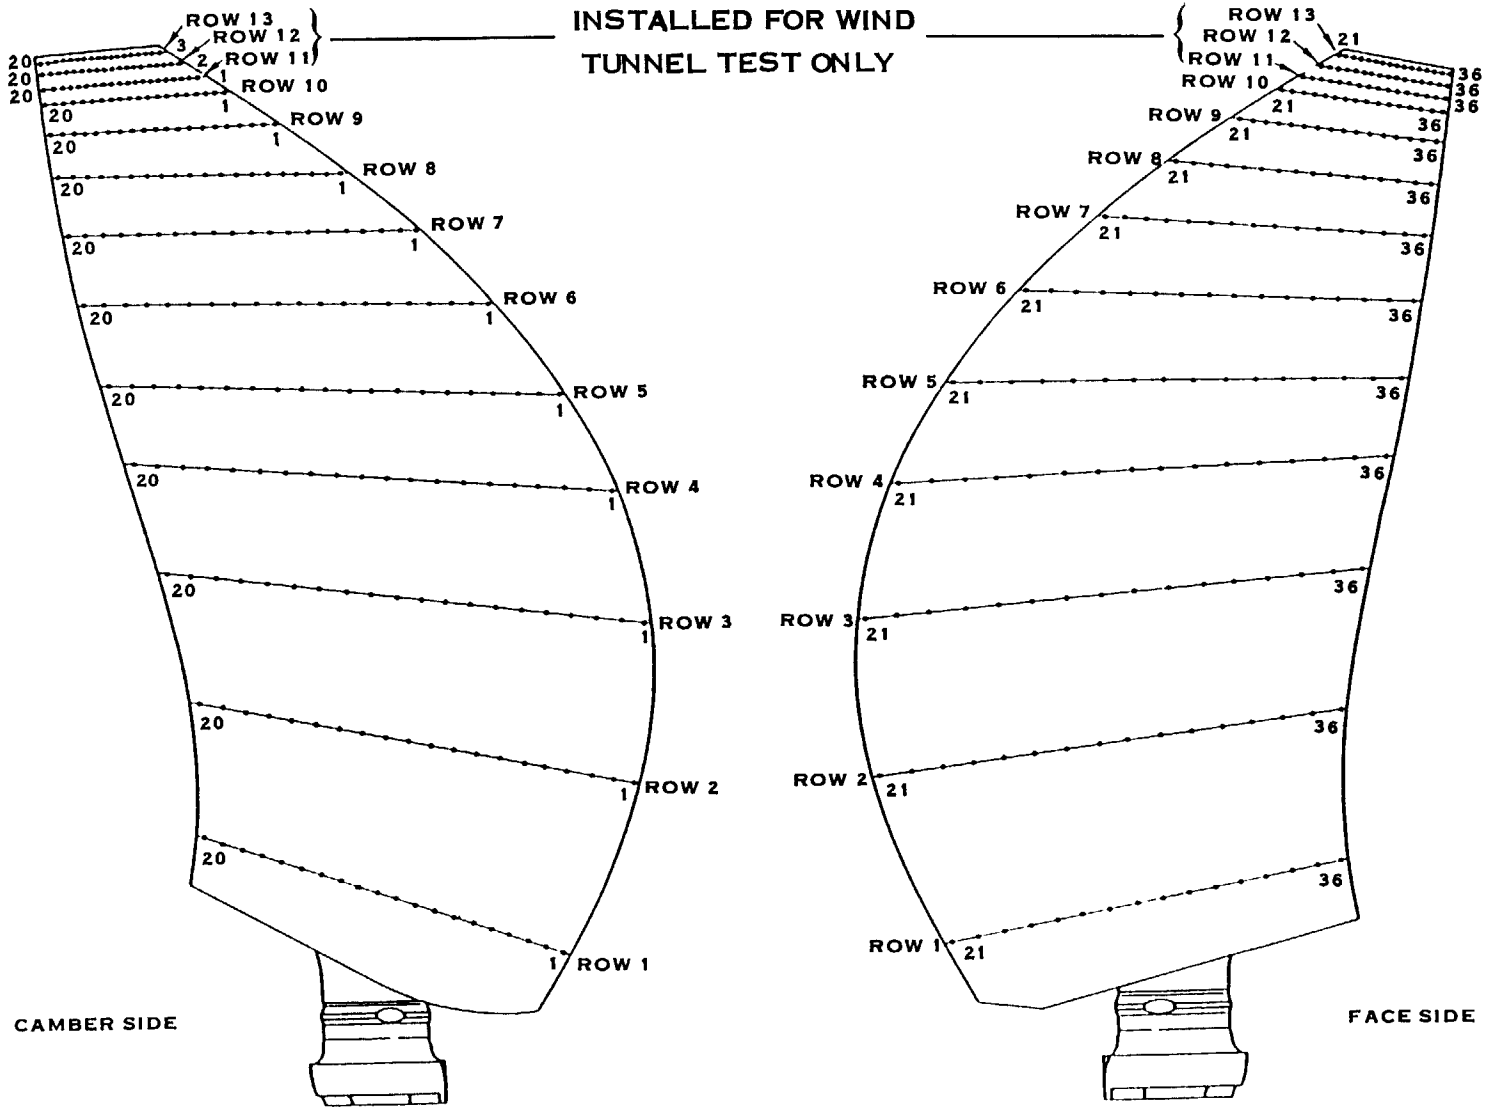 INSTALLED FOR WIND
TUNNEL TEST ONLY
ROW 13
3
20
ROW 12
2
20
ROW 11
1
20
ROW 10
1
20
ROW 9
1
20
ROW 8
1
20
ROW 7
1
20
ROW 6
1
20
ROW 5
1
20
ROW 4
1
20
ROW 3
1
20
ROW 2
1
20
ROW 1
1
20
CAMBER SIDE
ROW 13
21
36
ROW 12
36
ROW 11
36
ROW 10
21
36
ROW 9
21
36
ROW 8
21
36
ROW 7
21
36
ROW 6
21
36
ROW 5
21
36
ROW 4
21
36
ROW 3
21
36
ROW 2
21
36
ROW 1
21
36
FACE SIDE